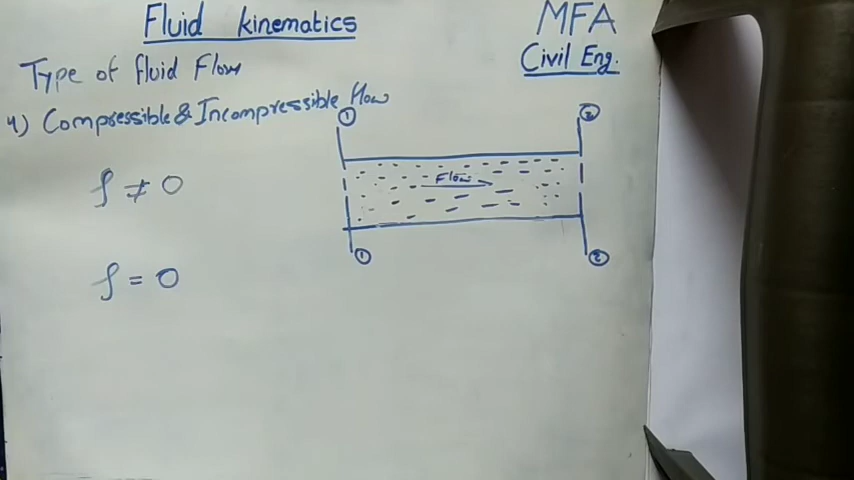 Fluid kinematics
MFA
Civil Eng.
Type of fluid Flow
4) Compressible & Incompressible flow
① ②
ρ ≠ 0
Flow
① ②
ρ = 0